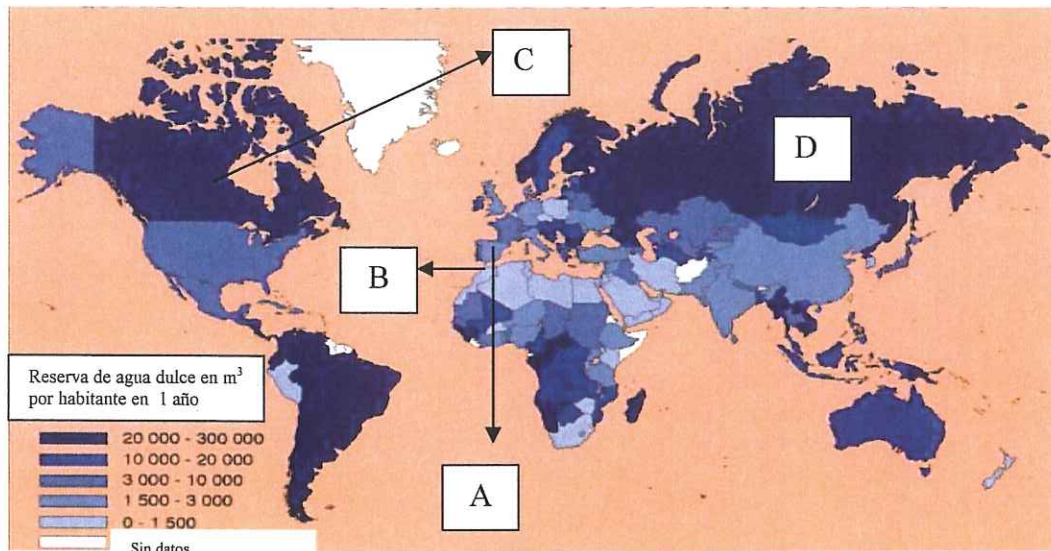 C
D
B
Reserva de agua dulce en m³
por habitante en 1 año
20 000 - 300 000
10 000 - 20 000
3 000 - 10 000
1 500 - 3 000
0 - 1 500
Sin datos
A